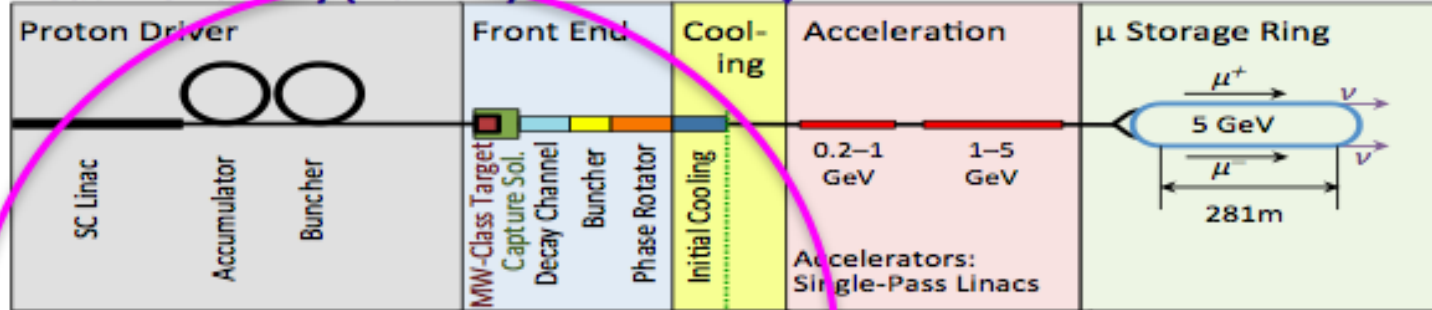 Proton Driver
SC Linac
Accumulator
Buncher
Front End
MW-Class Target
Capture Sol.
Decay Channel
Buncher
Phase Rotator
Cool-
ing
Initial Cooling
Acceleration
0.2–1
GeV
1–5
GeV
Accelerators:
Single-Pass Linacs
μ Storage Ring
μ+
ν
5 GeV
μ−
ν
281m